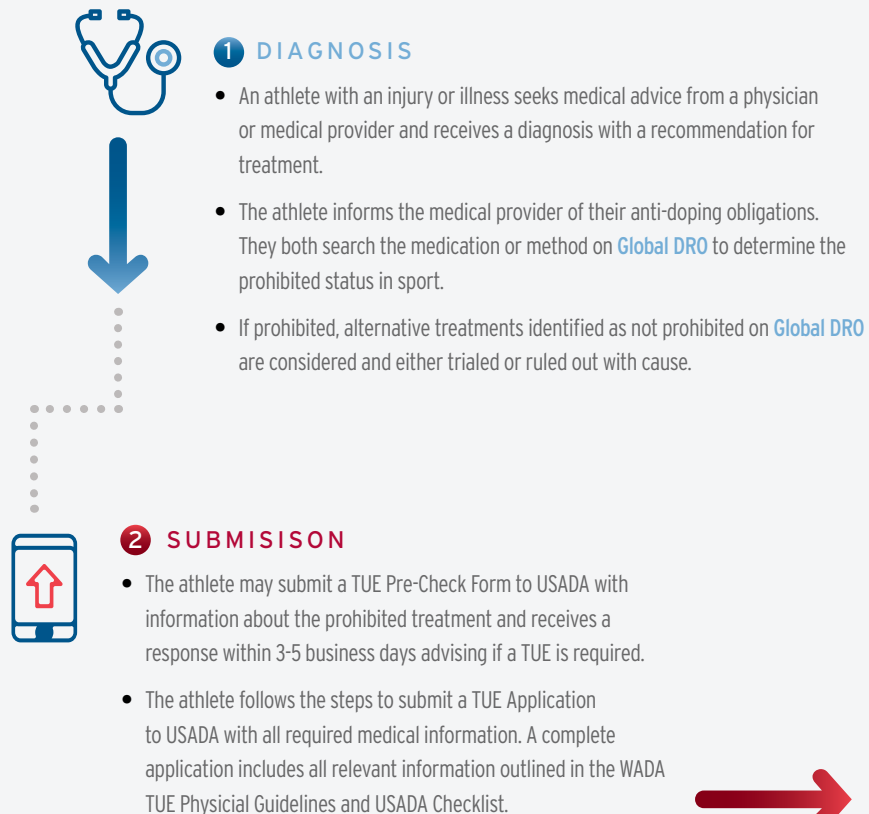 1 DIAGNOSIS
• An athlete with an injury or illness seeks medical advice from a physician
or medical provider and receives a diagnosis with a recommendation for
treatment.
• The athlete informs the medical provider of their anti-doping obligations.
They both search the medication or method on Global DRO to determine the
prohibited status in sport.
• If prohibited, alternative treatments identified as not prohibited on Global DRO
are considered and either trialed or ruled out with cause.
2 SUBMISISON
• The athlete may submit a TUE Pre-Check Form to USADA with
information about the prohibited treatment and receives a
response within 3-5 business days advising if a TUE is required.
• The athlete follows the steps to submit a TUE Application
to USADA with all required medical information. A complete
application includes all relevant information outlined in the WADA
TUE Physicial Guidelines and USADA Checklist.